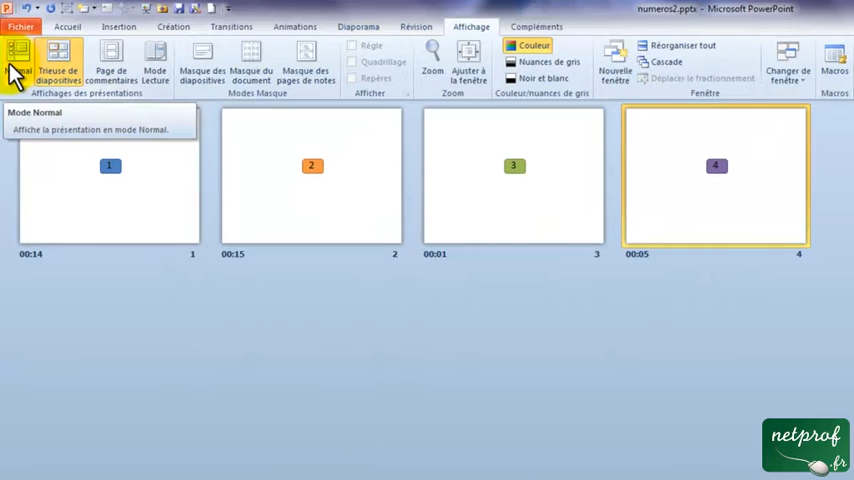 numeros2.pptx - Microsoft PowerPoint
Fichier Accueil Insertion Création Transitions Animations Diaporama Révision Affichage Compléments
Trieuse de diapositives
Page de commentaires
Mode Lecture
Masque des diapositives
Masque du document
Masque des pages de notes
Règle
Quadrillage
Repères
Zoom
Ajuster à la fenêtre
Couleur
Nuances de gris
Noir et blanc
Nouvelle fenêtre
Réorganiser tout
Cascade
Déplacer le fractionnement
Changer de fenêtre
Macros
Affichages des présentations Modes Masque Afficher Zoom Couleur/nuances de gris Fenêtre Macros
Mode Normal
Affiche la présentation en mode Normal.
1 2 3 4
00:14 1 00:15 2 00:01 3 00:05 4
netprof
.fr